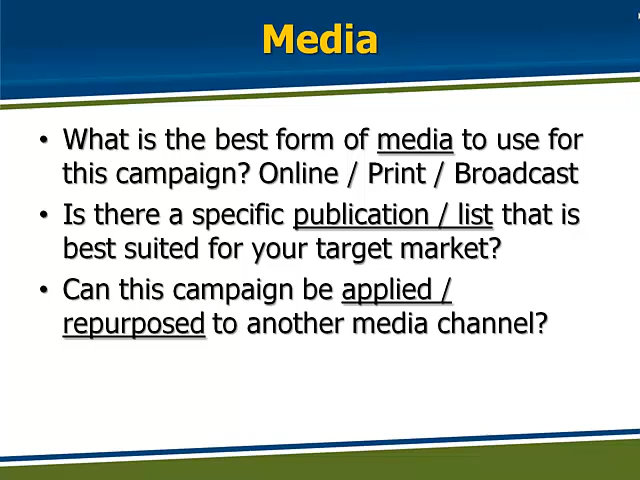 Media
• What is the best form of media to use for
this campaign? Online / Print / Broadcast
• Is there a specific publication / list that is
best suited for your target market?
• Can this campaign be applied /
repurposed to another media channel?